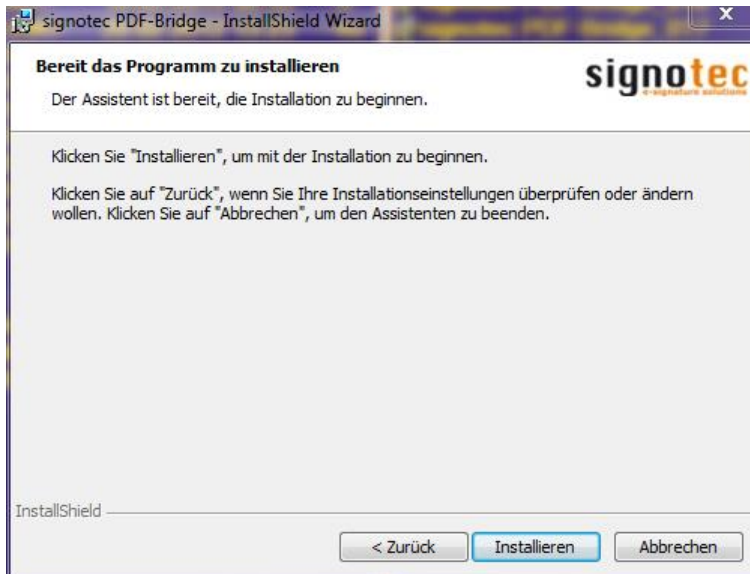 signotec PDF-Bridge - InstallShield Wizard
Bereit das Programm zu installieren
Der Assistent ist bereit, die Installation zu beginnen.
signotec
e-signature solutions
Klicken Sie "Installieren", um mit der Installation zu beginnen.
Klicken Sie auf "Zurück", wenn Sie Ihre Installationseinstellungen überprüfen oder ändern
wollen. Klicken Sie auf "Abbrechen", um den Assistenten zu beenden.
InstallShield
< Zurück
Installieren
Abbrechen